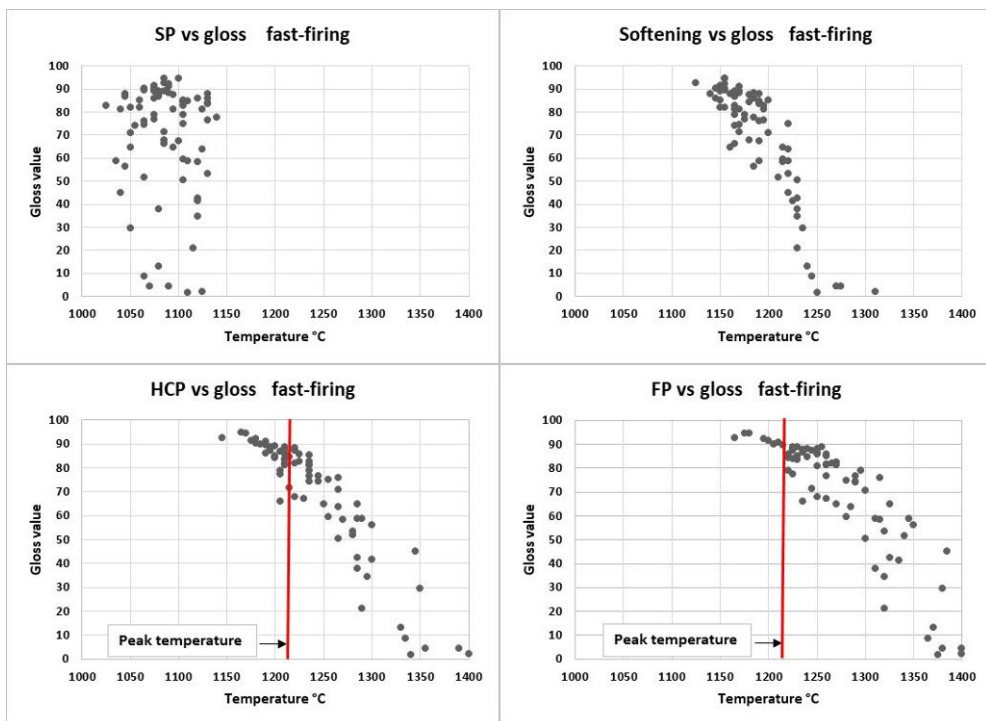 SP vs gloss fast-firing
Gloss value
100
90
80
70
60
50
40
30
20
10
0
1000 1050 1100 1150 1200 1250 1300 1350 1400
Temperature °C
Softening vs gloss fast-firing
Gloss value
100
90
80
70
60
50
40
30
20
10
0
1000 1050 1100 1150 1200 1250 1300 1350 1400
Temperature °C
HCP vs gloss fast-firing
Gloss value
100
90
80
70
60
50
40
30
20
10
0
Peak temperature
1000 1050 1100 1150 1200 1250 1300 1350 1400
Temperature °C
FP vs gloss fast-firing
Gloss value
100
90
80
70
60
50
40
30
20
10
0
Peak temperature
1000 1050 1100 1150 1200 1250 1300 1350 1400
Temperature °C